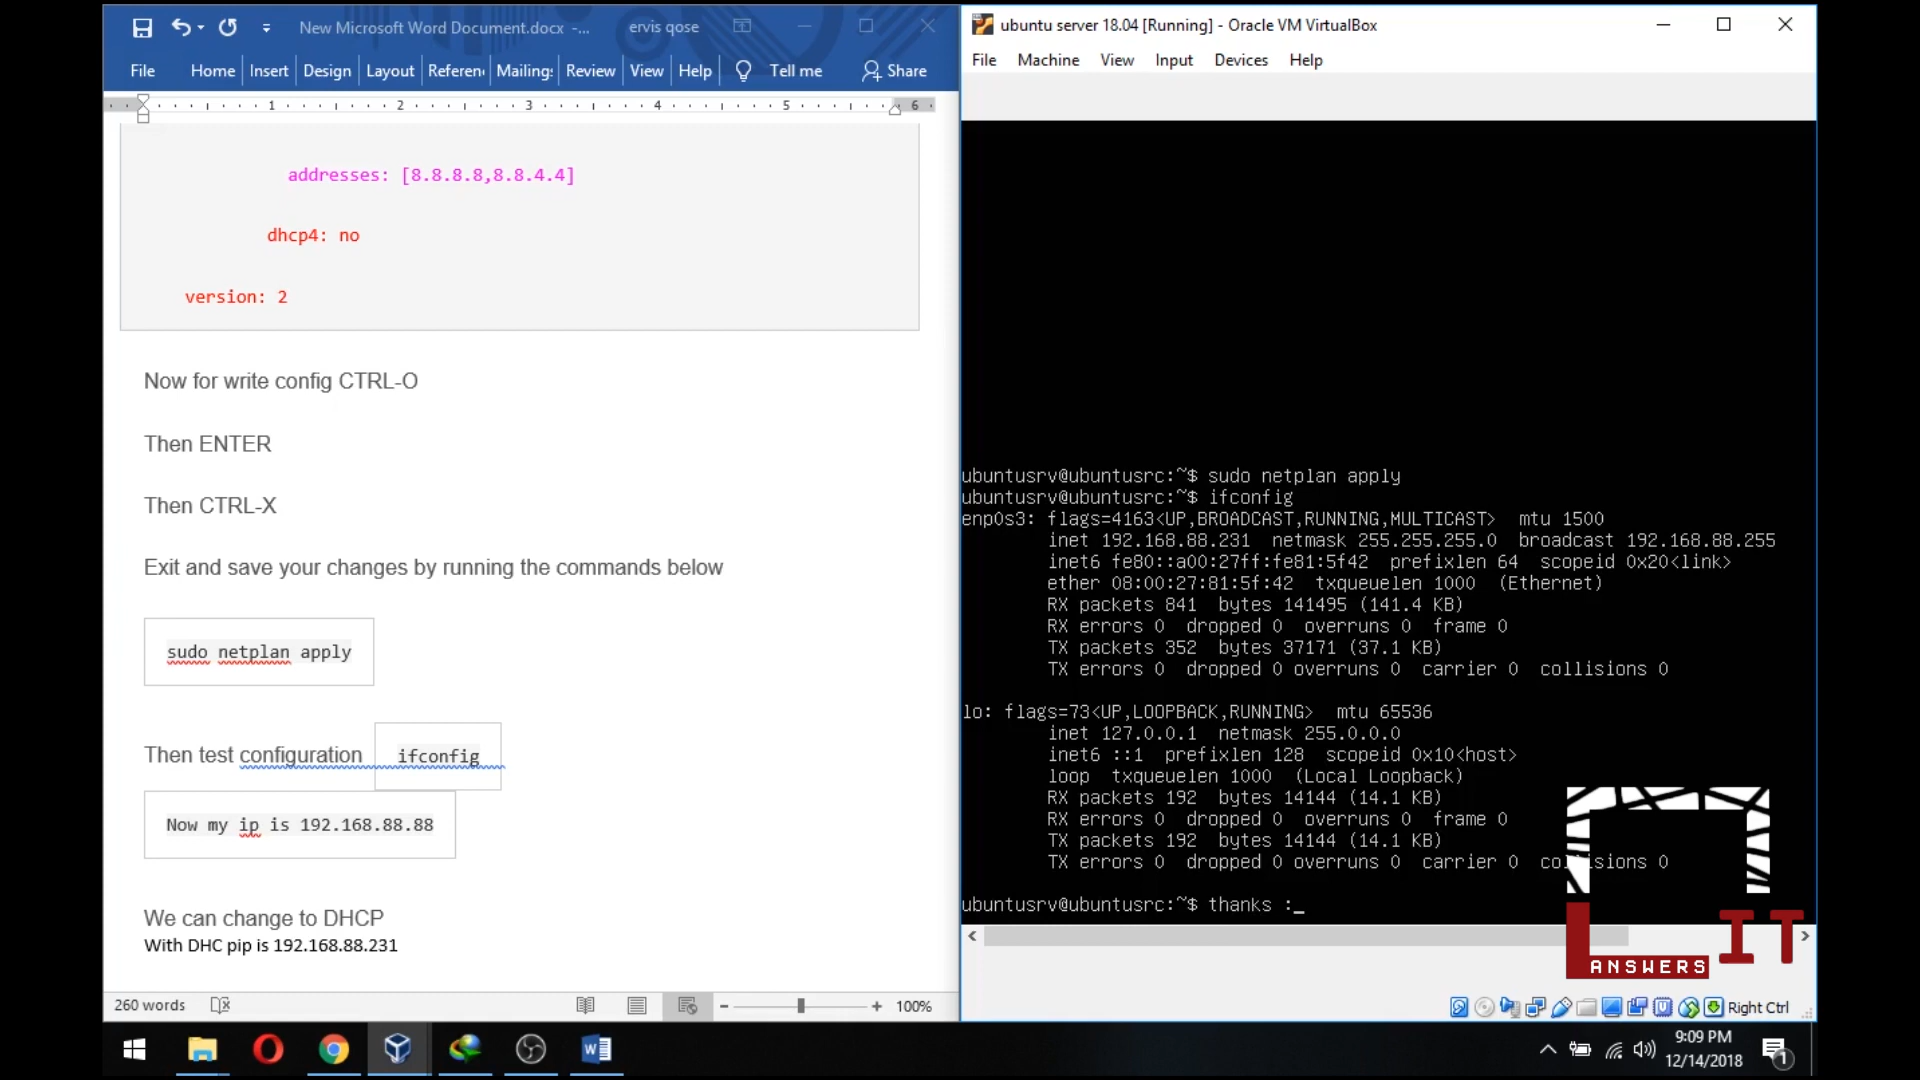 New Microsoft Word Document.docx -...
ervis qose
File Home Insert Design Layout Referen Mailing: Review View Help Tell me Share
1 2 3 4 5 6
addresses: [8.8.8.8,8.8.4.4]
dhcp4: no
version: 2
Now for write config CTRL-O
Then ENTER
Then CTRL-X
Exit and save your changes by running the commands below
sudo netplan apply
Then test configuration ifconfig
Now my ip is 192.168.88.88
We can change to DHCP
With DHC pip is 192.168.88.231
260 words
100%
ubuntu server 18.04 [Running] - Oracle VM VirtualBox
File Machine View Input Devices Help
ubuntusrv@ubuntusrc:~$ sudo netplan apply
ubuntusrv@ubuntusrc:~$ ifconfig
enp0s3: flags=4163<UP,BROADCAST,RUNNING,MULTICAST> mtu 1500
inet 192.168.88.231 netmask 255.255.255.0 broadcast 192.168.88.255
inet6 fe80::a00:27ff:fe81:5f42 prefixlen 64 scopeid 0x20<link>
ether 08:00:27:81:5f:42 txqueuelen 1000 (Ethernet)
RX packets 841 bytes 141495 (141.4 KB)
RX errors 0 dropped 0 overruns 0 frame 0
TX packets 352 bytes 37171 (37.1 KB)
TX errors 0 dropped 0 overruns 0 carrier 0 collisions 0
lo: flags=73<UP,LOOPBACK,RUNNING> mtu 65536
inet 127.0.0.1 netmask 255.0.0.0
inet6 ::1 prefixlen 128 scopeid 0x10<host>
loop txqueuelen 1000 (Local Loopback)
RX packets 192 bytes 14144 (14.1 KB)
RX errors 0 dropped 0 overruns 0 frame 0
TX packets 192 bytes 14144 (14.1 KB)
TX errors 0 dropped 0 overruns 0 carrier 0 collisions 0
ubuntusrv@ubuntusrc:~$ thanks :_
IT
ANSWERS
Right Ctrl
9:09 PM
12/14/2018
1